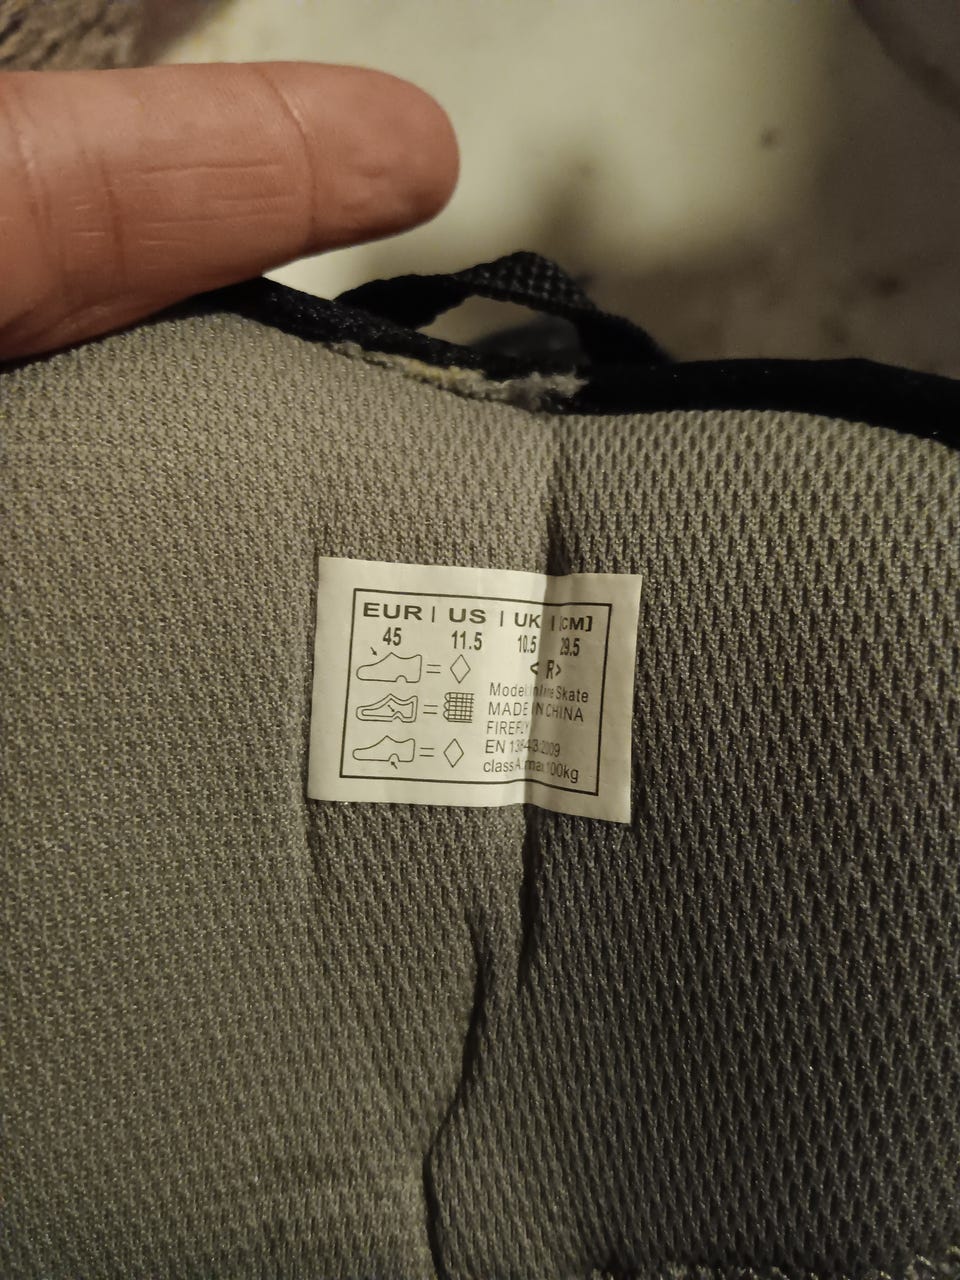 EUR | US | UK | [CM]
45 11.5 10.5 29.5
= <R>
Model:Inline Skate
= MADE IN CHINA
FIREFLY
= EN 13843:2009
class A: max 100kg